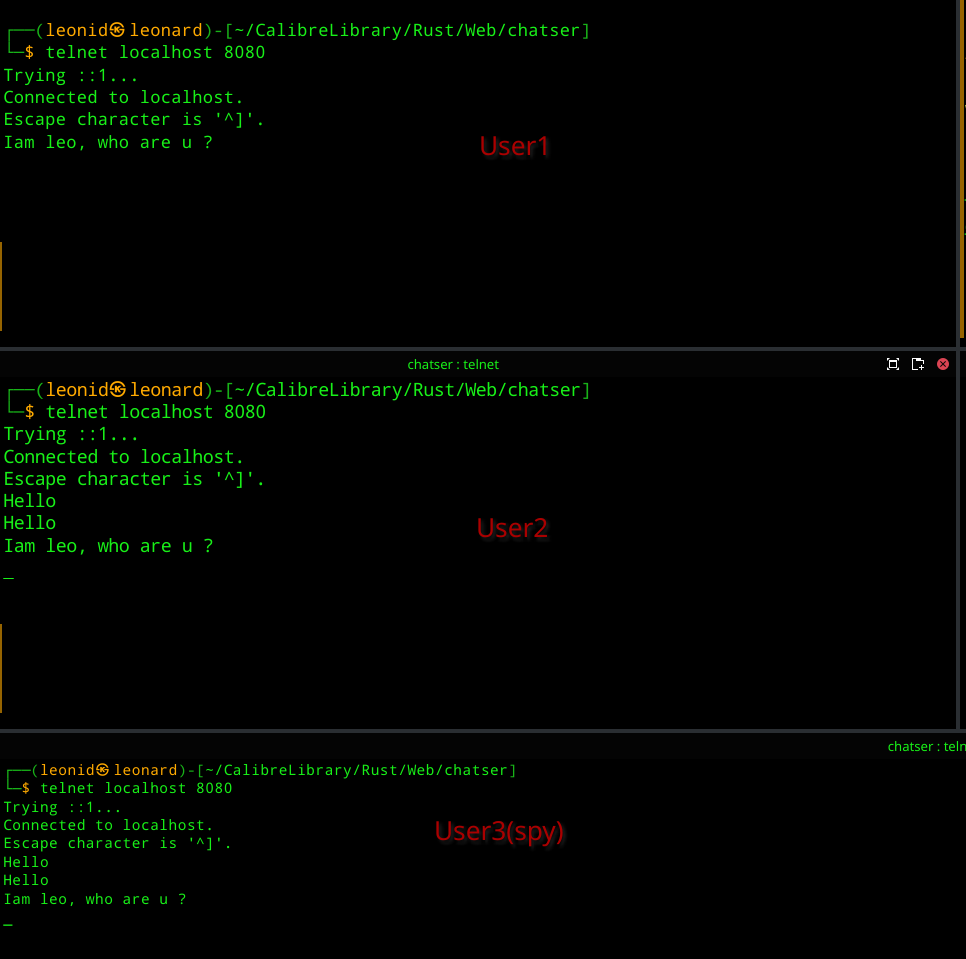 ┌──(leonid㉿leonard)-[~/CalibreLibrary/Rust/Web/chatser]
└─$ telnet localhost 8080
Trying ::1...
Connected to localhost.
Escape character is '^]'.
Iam leo, who are u ?
User1
chatser : telnet
┌──(leonid㉿leonard)-[~/CalibreLibrary/Rust/Web/chatser]
└─$ telnet localhost 8080
Trying ::1...
Connected to localhost.
Escape character is '^]'.
Hello
Hello
User2
Iam leo, who are u ?
chatser : teln
┌──(leonid㉿leonard)-[~/CalibreLibrary/Rust/Web/chatser]
└─$ telnet localhost 8080
Trying ::1...
Connected to localhost.
User3(spy)
Escape character is '^]'.
Hello
Hello
Iam leo, who are u ?